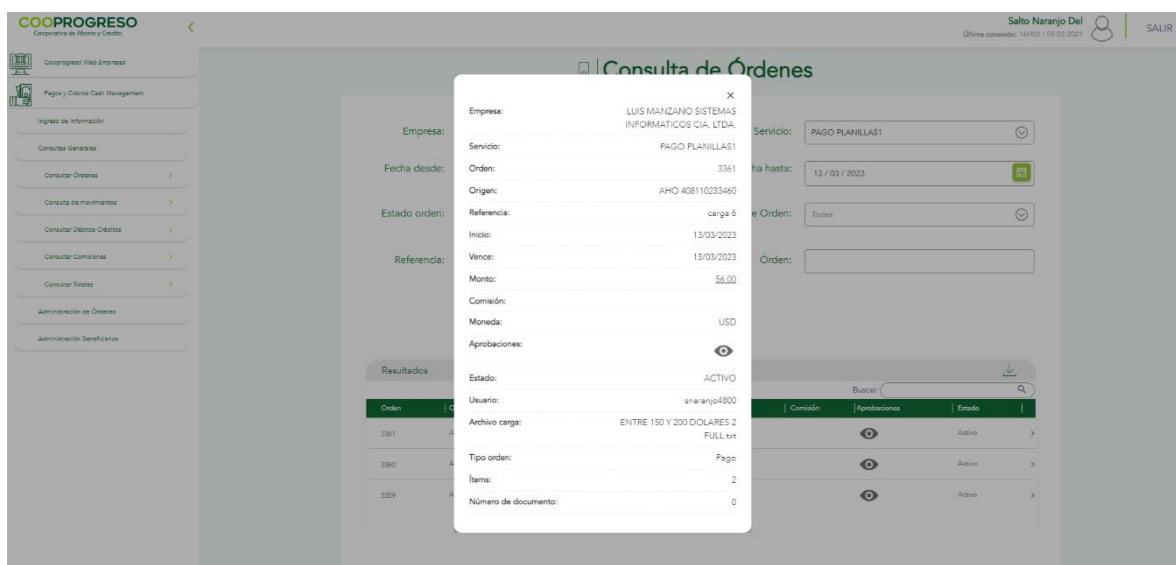 COOPROGRESO
Cooperativa de Ahorro y Crédito
Salto Naranjo Del
Última conexión: 16H03 / 09.05.2023
SALIR
Cooprogreso Web Empresas
Pagos y Cobros Cash Management
Ingreso de Información
Consultas Generales
Consultar Órdenes
Consulta de movimientos
Consultar Débitos Créditos
Consultar Comisiones
Consultar Totales
Administración de Órdenes
Administración Beneficiarios
Consulta de Órdenes
Empresa:
Servicio: PAGO PLANILLAS1
Fecha desde:
ha hasta: 13 / 03 / 2023
Estado orden:
e Orden: Todos
Referencia:
Órden:
Empresa: LUIS MANZANO SISTEMAS
INFORMATICOS CIA. LTDA.
Servicio: PAGO PLANILLAS1
Orden: 3361
Origen: AHO 408110233460
Referencia: carga 6
Inicio: 13/03/2023
Vence: 13/03/2023
Monto: 56.00
Comisión:
Moneda: USD
Aprobaciones:
Estado: ACTIVO
Usuario: snaranjo4800
Archivo carga: ENTRE 150 Y 200 DOLARES 2
FULL.txt
Tipo orden: Pago
Ítems: 2
Número de documento: 0
Resultados
Buscar:
Orden Comisión Aprobaciones Estado
3361 Activo
3360 Activo
3359 Activo